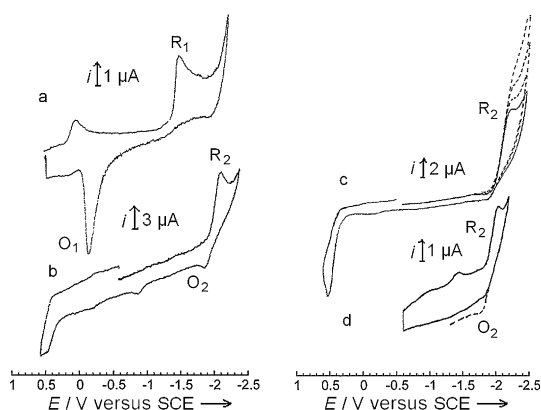 R1
i 1 μA
a
R2
O1
i 3 μA
b
O2
1 0.5 0 -0.5 -1 -1.5 -2 -2.5
E / V versus SCE
R2
i 2 μA
c
R2
i 1 μA
d
O2
1 0.5 0 -0.5 -1 -1.5 -2 -2.5
E / V versus SCE